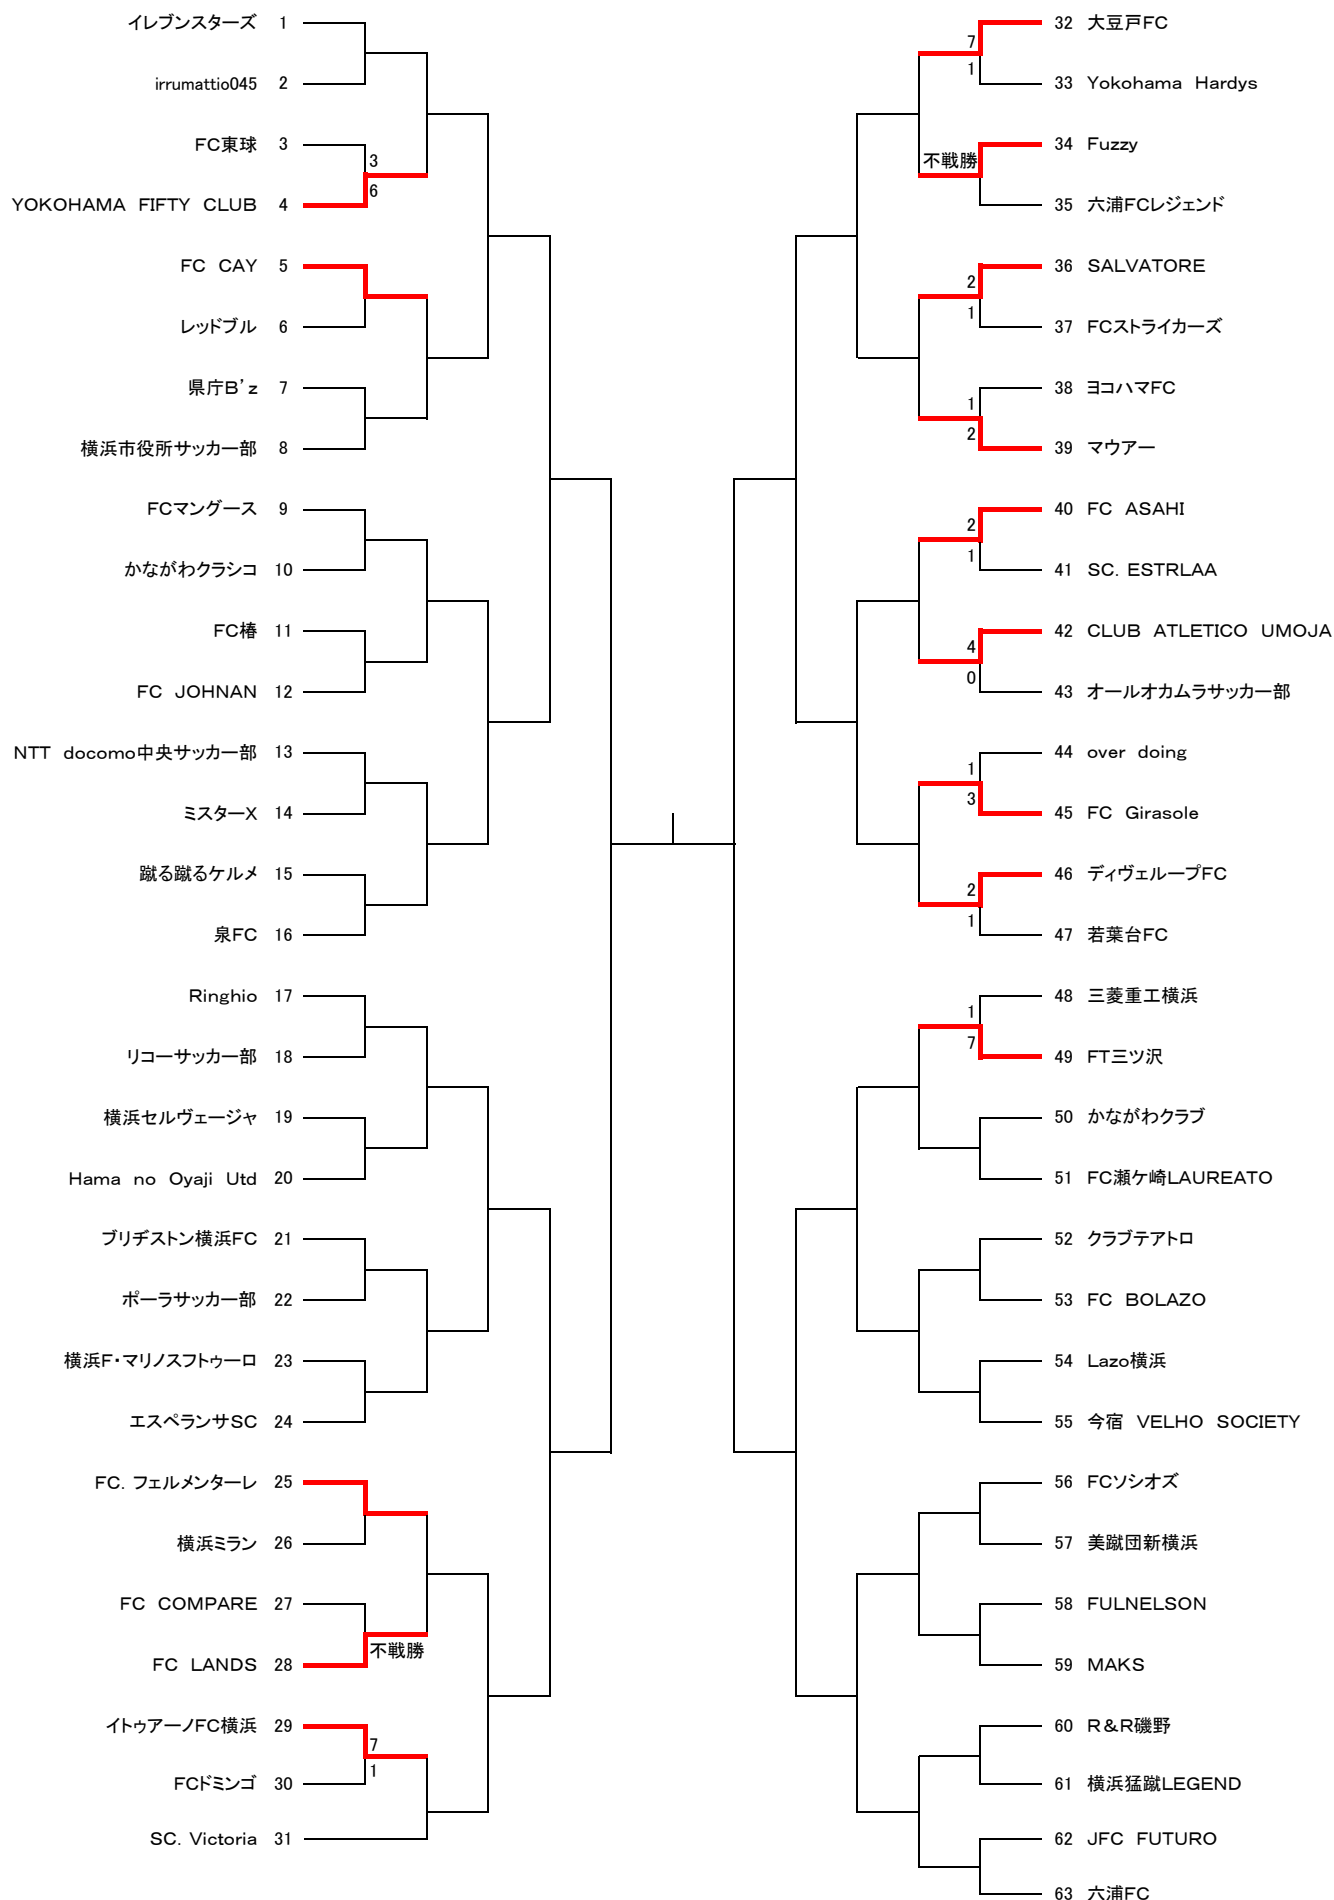 イレブンスターズ 1
irrumattio045 2
FC東球 3
3
6
YOKOHAMA FIFTY CLUB 4
FC CAY 5
レッドブル 6
県庁B'z 7
横浜市役所サッカー部 8
FCマングース 9
かながわクラシコ 10
FC椿 11
FC JOHNAN 12
NTT docomo中央サッカー部 13
ミスターX 14
蹴る蹴るケルメ 15
泉FC 16
Ringhio 17
リコーサッカー部 18
横浜セルヴェージャ 19
Hama no Oyaji Utd 20
ブリヂストン横浜FC 21
ポーラサッカー部 22
横浜F・マリノスフトゥーロ 23
エスペランサSC 24
FC. フェルメンターレ 25
横浜ミラン 26
FC COMPARE 27
不戦勝
FC LANDS 28
イトゥアーノFC横浜 29
7
1
FCドミンゴ 30
SC. Victoria 31
32 大豆戸FC
7
1
33 Yokohama Hardys
34 Fuzzy
不戦勝
35 六浦FCレジェンド
36 SALVATORE
2
1
37 FCストライカーズ
38 ヨコハマFC
1
2
39 マウアー
40 FC ASAHI
2
1
41 SC. ESTRLAA
42 CLUB ATLETICO UMOJA
4
0
43 オールオカムラサッカー部
44 over doing
1
3
45 FC Girasole
46 ディヴェループFC
2
1
47 若葉台FC
48 三菱重工横浜
1
7
49 FT三ツ沢
50 かながわクラブ
51 FC瀬ケ崎LAUREATO
52 クラブテアトロ
53 FC BOLAZO
54 Lazo横浜
55 今宿 VELHO SOCIETY
56 FCソシオズ
57 美蹴団新横浜
58 FULNELSON
59 MAKS
60 R＆R磯野
61 横浜猛蹴LEGEND
62 JFC FUTURO
63 六浦FC